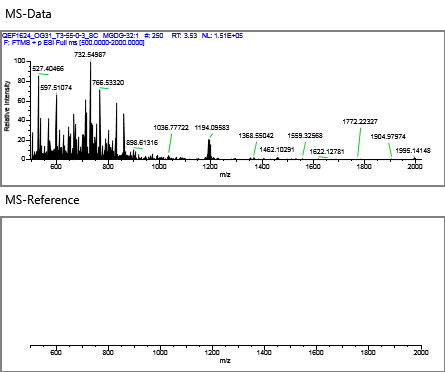 MS-Data
QEF1624_OG31_T3-55-0-3_SC MGDG-32:1 #: 250 RT: 3.53 NL: 1.51E+05
F: FTMS + p ESI Full ms [500.0000-2000.0000]
732.54987
100
527.40466
766.53320
80
597.51074
60
Relative Intensity
1772.22327
40
1036.77722
1194.09583
1368.55042
1559.32568
1904.97974
20
898.61316
1462.10291
1622.12781
1995.14148
0
600 800 1000 1200 1400 1600 1800 2000
m/z
MS-Reference
600 800 1000 1200 1400 1600 1800 2000
m/z